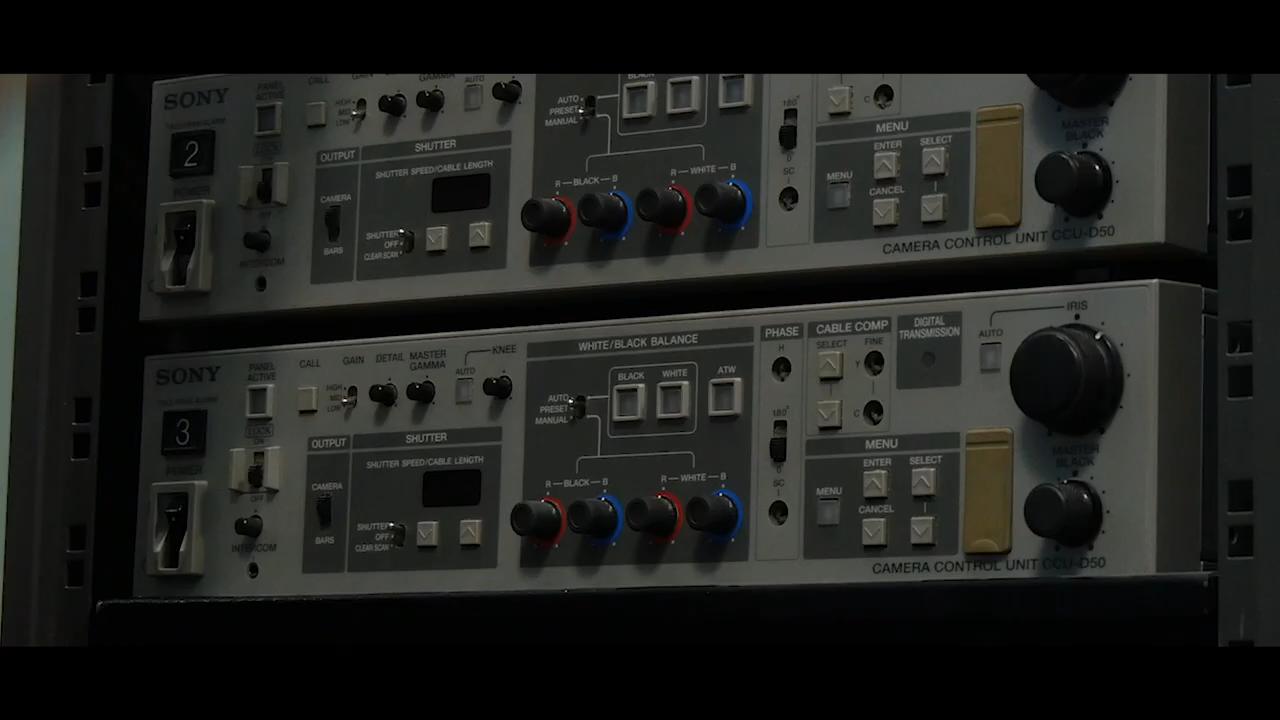 SONY
PANEL
ACTIVE
CALL
GAIN
GAMMA
AUTO
HIGH
MID
LOW
2
POWER
OFF
INTERCOM
OUTPUT
CAMERA
BARS
SHUTTER
SHUTTER SPEED/CABLE LENGTH
SHUTTER
OFF
CLEAR SCAN
AUTO
PRESET
MANUAL
BLACK
R BLACK B
R WHITE B
180°
0
SC
C
MENU
ENTER
SELECT
MENU
CANCEL
MASTER
BLACK
CAMERA CONTROL UNIT CCU-D50
SONY
PANEL
ACTIVE
CALL
GAIN
DETAIL
MASTER
GAMMA
KNEE
AUTO
HIGH
MID
LOW
3
LOCK
ON
POWER
OFF
INTERCOM
OUTPUT
CAMERA
BARS
SHUTTER
SHUTTER SPEED/CABLE LENGTH
SHUTTER
OFF
CLEAR SCAN
WHITE/BLACK BALANCE
AUTO
PRESET
MANUAL
BLACK
WHITE
ATW
R BLACK B
R WHITE B
PHASE
H
180°
0
SC
CABLE COMP
SELECT
FINE
Y
C
DIGITAL
TRANSMISSION
MENU
ENTER
SELECT
MENU
CANCEL
IRIS
AUTO
MASTER
BLACK
CAMERA CONTROL UNIT CCU-D50